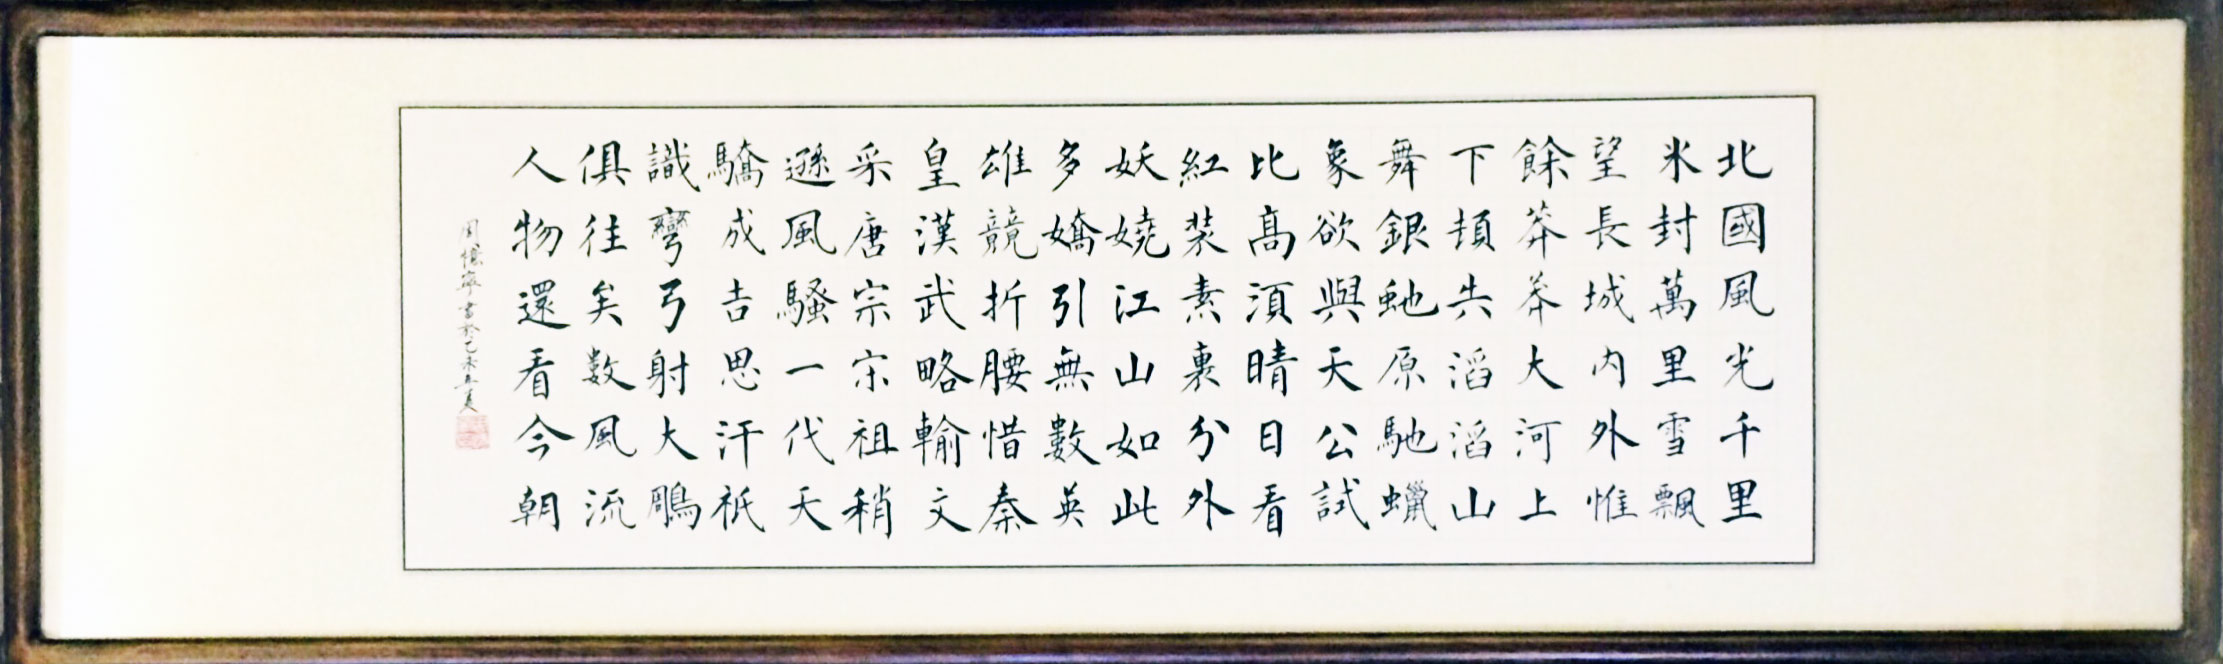 北國風光千里
氷封萬里雪飄
望長城内外惟
餘莽莽大河上
下頓失滔滔山
舞銀虵原馳蠟
象欲與天公試
比髙湏晴日看
紅裝素裹分外
妖嬈江山如此
多嬌引無數英
雄競折腰惜秦
皇漢武略輸文
采唐宗宋祖稍
遜風騷一代天
驕成吉思汗祇
識彎弓射大鵰
俱往矣數風流
人物還看今朝
周寧書於乙未年夏